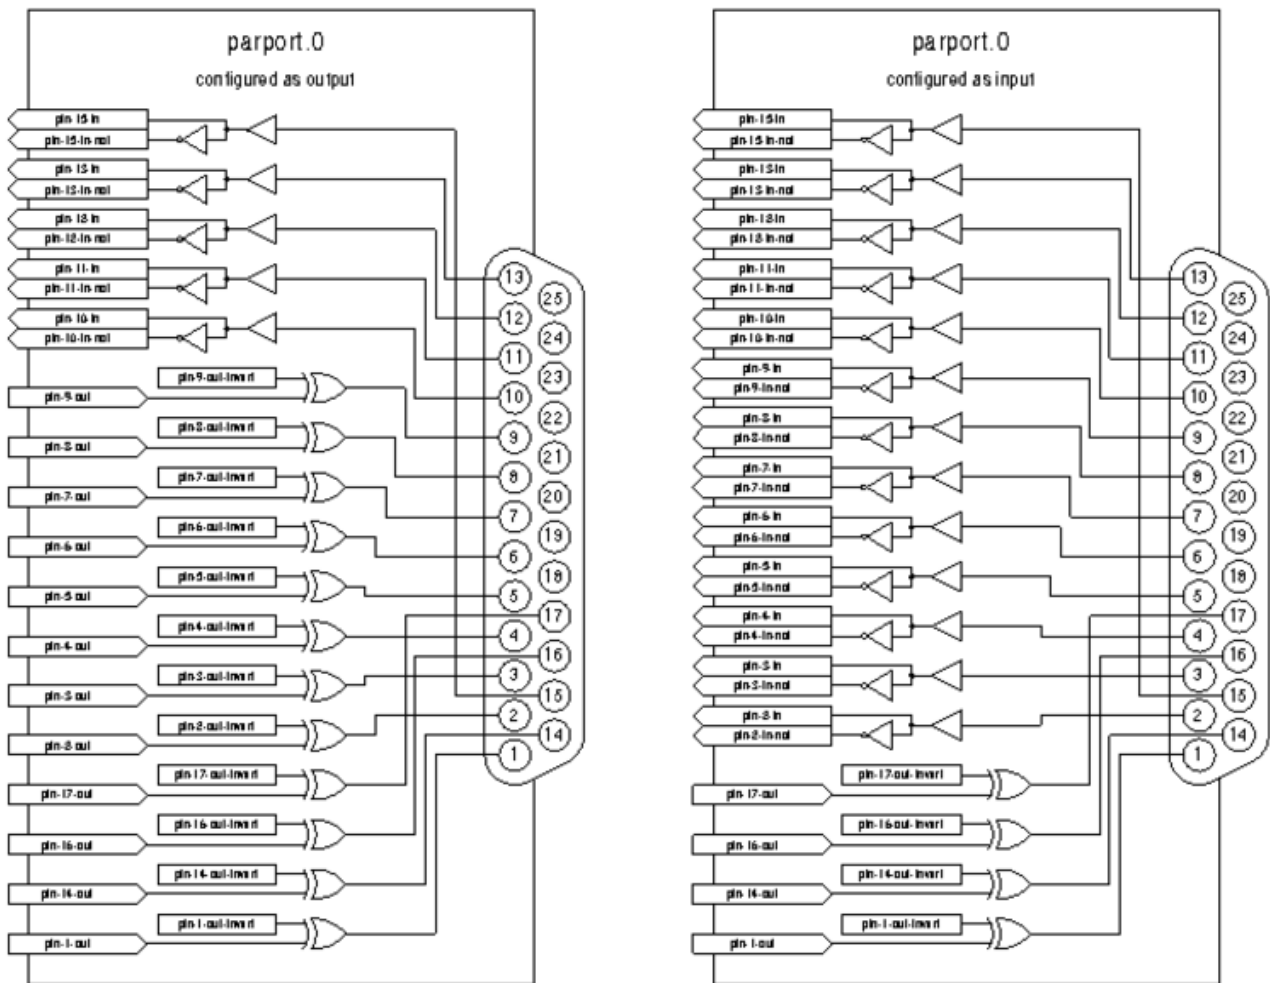 parport.0
configured as output
pin-15-in
pin-15-in-not
pin-13-in
pin-13-in-not
pin-12-in
pin-12-in-not
pin-11-in
pin-11-in-not
pin-10-in
pin-10-in-not
pin-9-out-invert
pin-9-out
pin-8-out-invert
pin-8-out
pin-7-out-invert
pin-7-out
pin-6-out-invert
pin-6-out
pin-5-out-invert
pin-5-out
pin-4-out-invert
pin-4-out
pin-3-out-invert
pin-3-out
pin-2-out-invert
pin-2-out
pin-17-out-invert
pin-17-out
pin-16-out-invert
pin-16-out
pin-14-out-invert
pin-14-out
pin-1-out-invert
pin-1-out
13
25
12
24
11
23
10
22
9
21
8
20
7
19
6
18
5
17
4
16
3
15
2
14
1
parport.0
configured as input
pin-15-in
pin-15-in-not
pin-13-in
pin-13-in-not
pin-12-in
pin-12-in-not
pin-11-in
pin-11-in-not
pin-10-in
pin-10-in-not
pin-9-in
pin-9-in-not
pin-8-in
pin-8-in-not
pin-7-in
pin-7-in-not
pin-6-in
pin-6-in-not
pin-5-in
pin-5-in-not
pin-4-in
pin-4-in-not
pin-3-in
pin-3-in-not
pin-2-in
pin-2-in-not
pin-17-out-invert
pin-17-out
pin-16-out-invert
pin-16-out
pin-14-out-invert
pin-14-out
pin-1-out-invert
pin-1-out
13
25
12
24
11
23
10
22
9
21
8
20
7
19
6
18
5
17
4
16
3
15
2
14
1